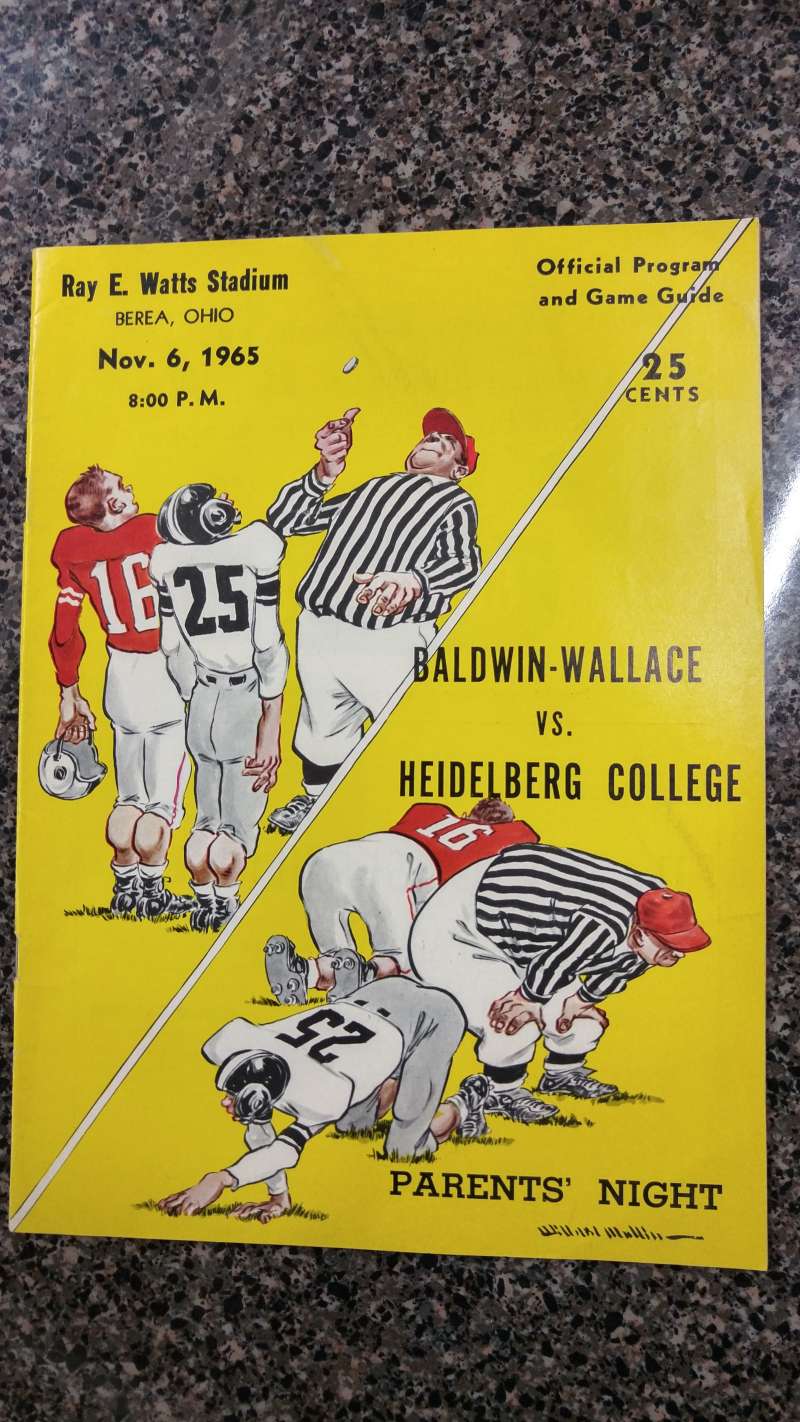 Ray E. Watts Stadium
BEREA, OHIO
Nov. 6, 1965
8:00 P.M.
Official Program
and Game Guide
25
CENTS
16
25
BALDWIN-WALLACE
VS.
HEIDELBERG COLLEGE
16
25
PARENTS' NIGHT